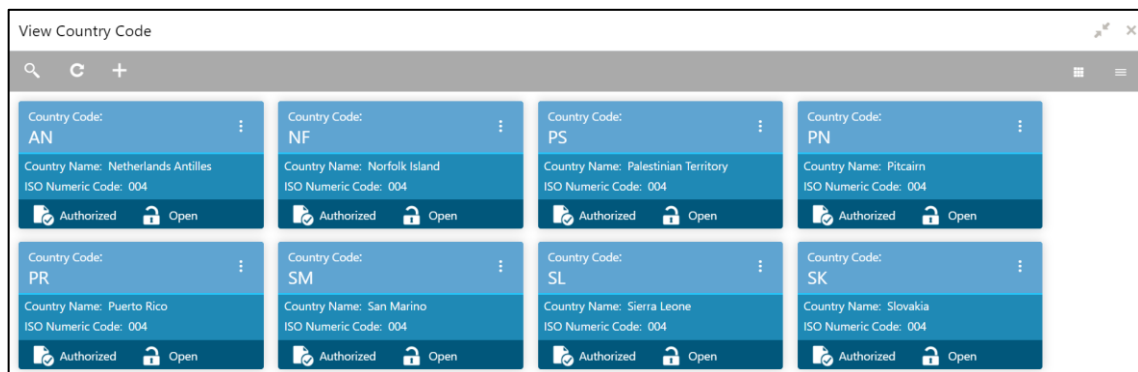 View Country Code
Country Code:
AN
Country Name: Netherlands Antilles
ISO Numeric Code: 004
Authorized Open
Country Code:
NF
Country Name: Norfolk Island
ISO Numeric Code: 004
Authorized Open
Country Code:
PS
Country Name: Palestinian Territory
ISO Numeric Code: 004
Authorized Open
Country Code:
PN
Country Name: Pitcairn
ISO Numeric Code: 004
Authorized Open
Country Code:
PR
Country Name: Puerto Rico
ISO Numeric Code: 004
Authorized Open
Country Code:
SM
Country Name: San Marino
ISO Numeric Code: 004
Authorized Open
Country Code:
SL
Country Name: Sierra Leone
ISO Numeric Code: 004
Authorized Open
Country Code:
SK
Country Name: Slovakia
ISO Numeric Code: 004
Authorized Open